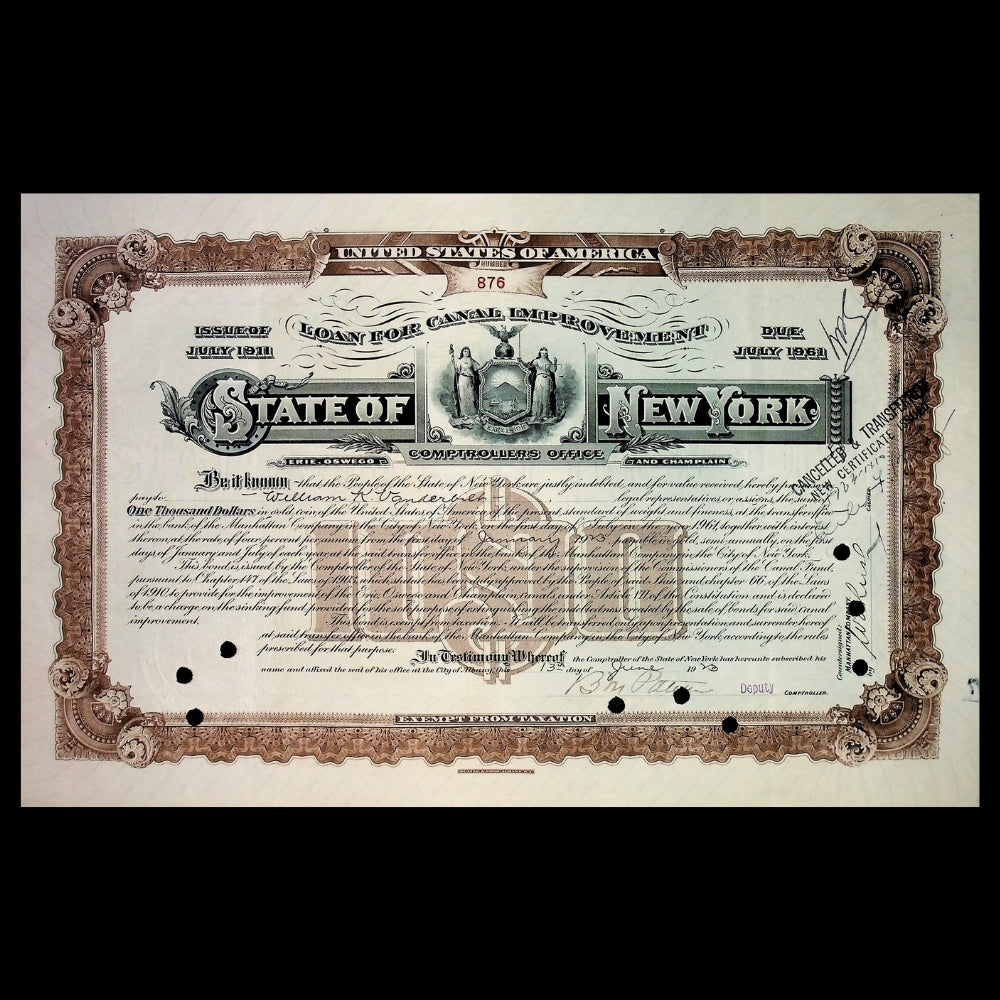 UNITED STATES OF AMERICA
NUMBER
876
ISSUE OF
JULY 1911
LOAN FOR CANAL IMPROVEMENT
DUE
JULY 1961
STATE OF NEW YORK
EXCELSIOR
COMPTROLLERS OFFICE
ERIE, OSWEGO AND CHAMPLAIN
CANCELLED & TRANSFERRED
NEW CERTIFICATE
Be it known that the People of the State of New York are justly indebted, and for value received hereby promise to
pay to William K Vanderbilt legal representatives or assigns, the sum of
One Thousand Dollars in gold coin of the United States of America of the present standard of weight and fineness, at the transfer office
in the bank of the Manhattan Company in the City of New York, on the first day of July 1961, together with interest
thereon at the rate of four percent per annum from the first day of January 1923 payable semi-annually, on the first
days of January and July of each year at the said transfer office in the bank of the Manhattan Company in the City of New York.
This bond is issued by the Comptroller of the State of New York, under the supervision of the Commissioners of the Canal Fund,
pursuant to Chapter 147 of the Laws of 1903 which was duly approved by the people of and Chapter 66 of the Laws
of 1910 to provide for the improvement of the Erie, Oswego and Champlain canals, and under Article VII of the Constitution and is declared
to be a charge on the sinking fund provided for the sole purpose of extinguishing the indebtedness created by the sale of bonds for said canal
improvement. This bond is exempt from taxation. It will be transferred only upon presentation and surrender hereof
at said transfer office in the bank of the Manhattan Company in the City of New York, according to the rules
prescribed for that purpose.
In Testimony Whereof the Comptroller of the State of New York has hereunto subscribed his
name and affixed the seal of his office at the City of Albany, this 13th day of June 1923
Deputy COMPTROLLER.
Countersigned:
MANHATTAN COMPANY
by
EXEMPT FROM TAXATION